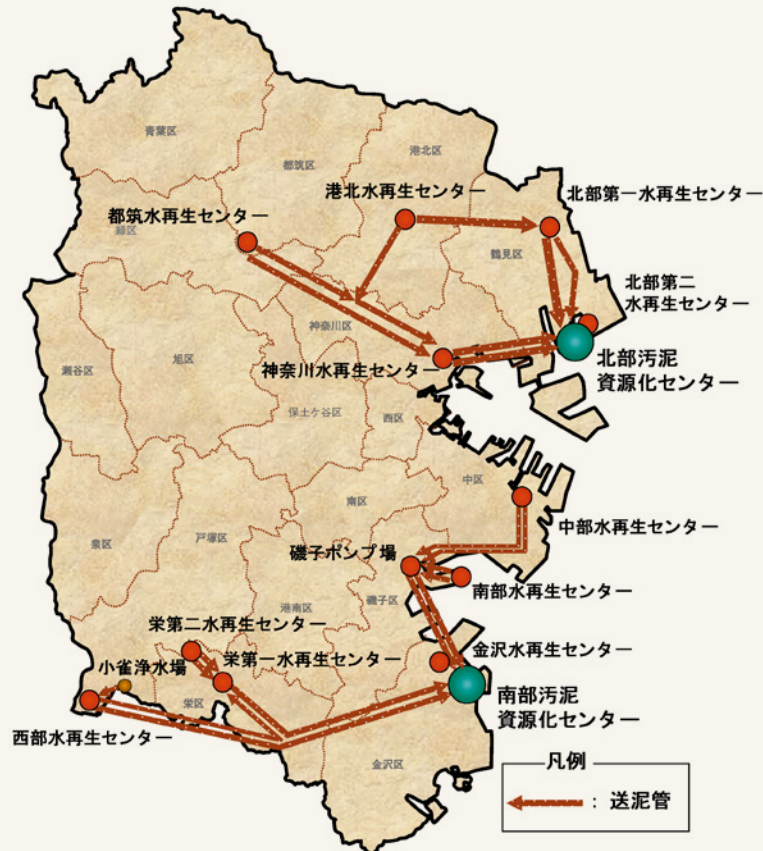 青葉区
都筑区
港北区
港北水再生センター
北部第一水再生センター
都筑水再生センター
緑区
鶴見区
北部第二
水再生センター
神奈川区
神奈川水再生センター
北部汚泥
資源化センター
瀬谷区
旭区
保土ケ谷区
西区
中区
南区
中部水再生センター
泉区
戸塚区
磯子ポンプ場
南部水再生センター
港南区
磯子区
栄第二水再生センター
金沢水再生センター
小雀浄水場
栄第一水再生センター
栄区
南部汚泥
資源化センター
西部水再生センター
金沢区
凡例
：送泥管